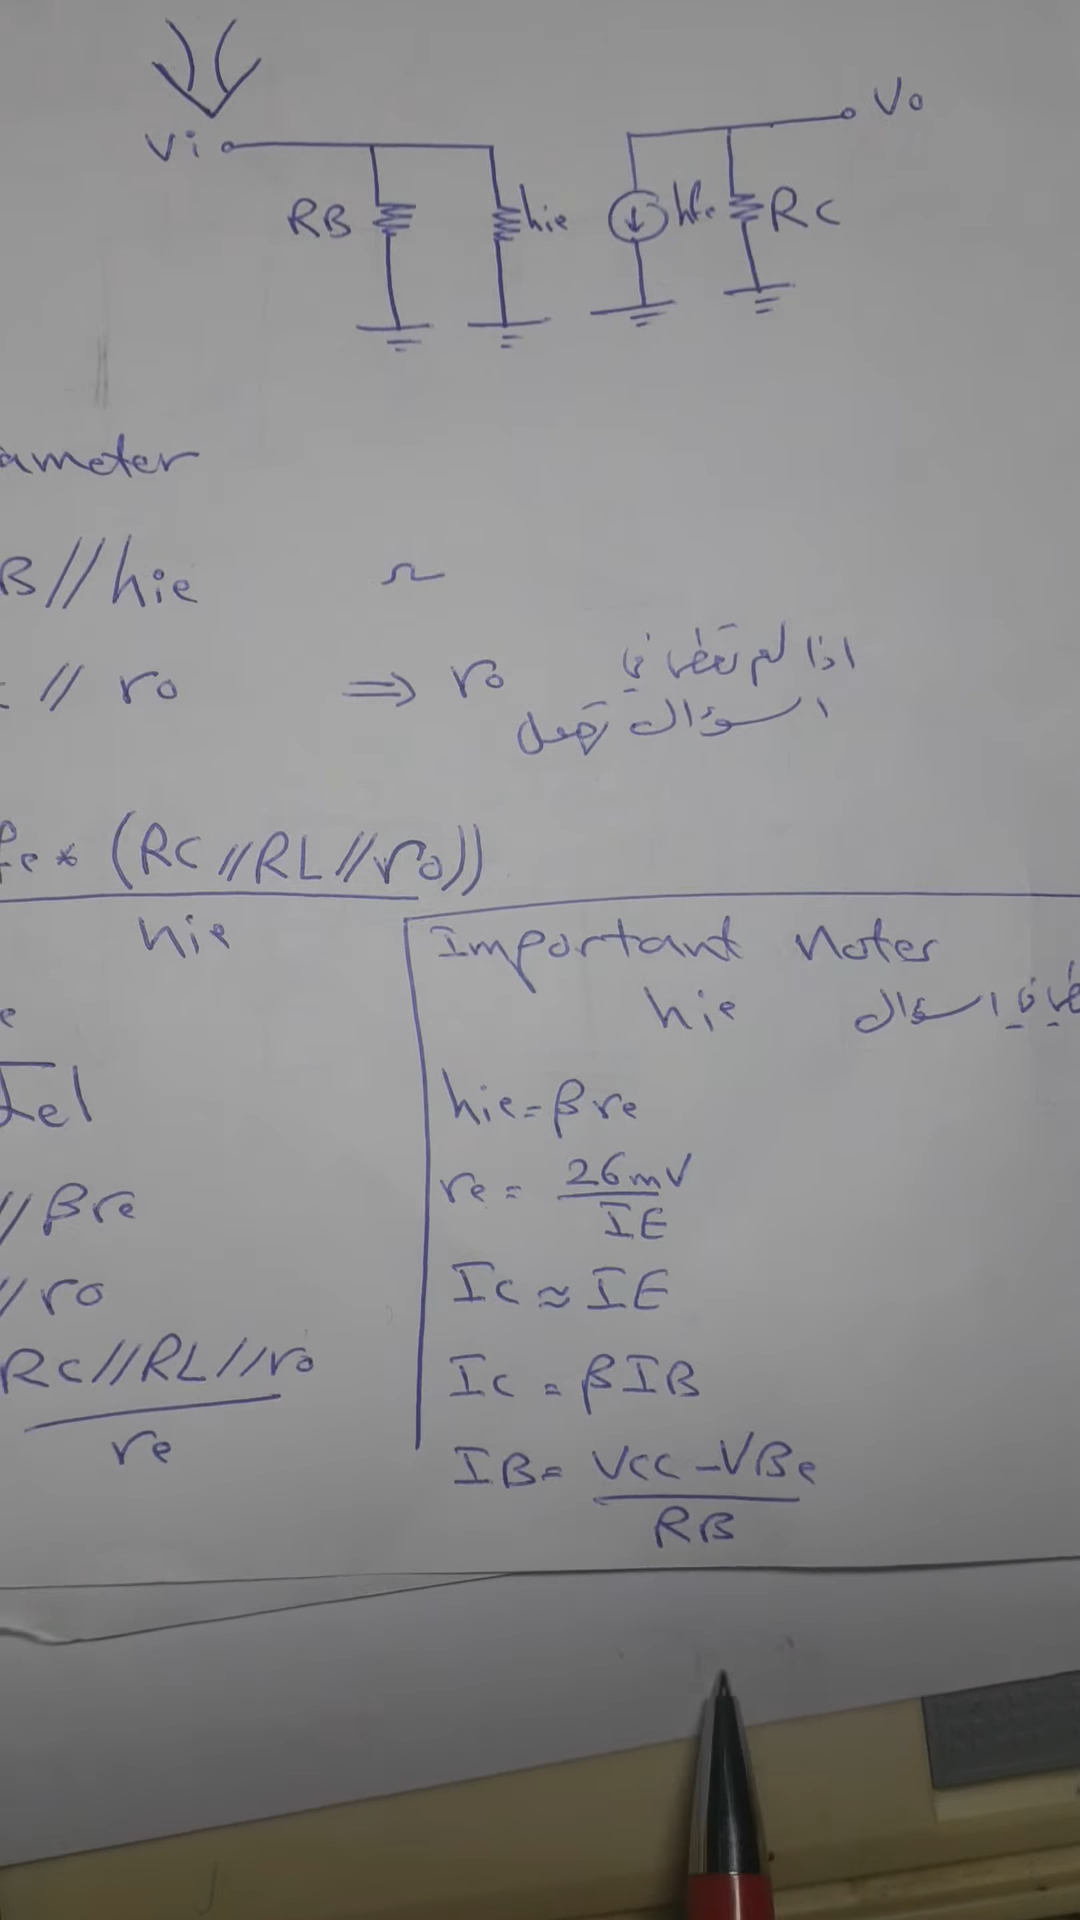 Vi
Vo
RB
hie
hfe
RC
ameter
B//hie
Ω
// ro ⇒ ro اذا لم تعطى في
السؤال تهمل
fe * (RC//RL//ro))
hie
Important Notes
hie السؤال في
e
hie = βre
re = 26mV
IE
// βre
Ic ≈ IE
// ro
Ic = βIB
RC//RL//ro
re
IB = VCC - VBe
RB